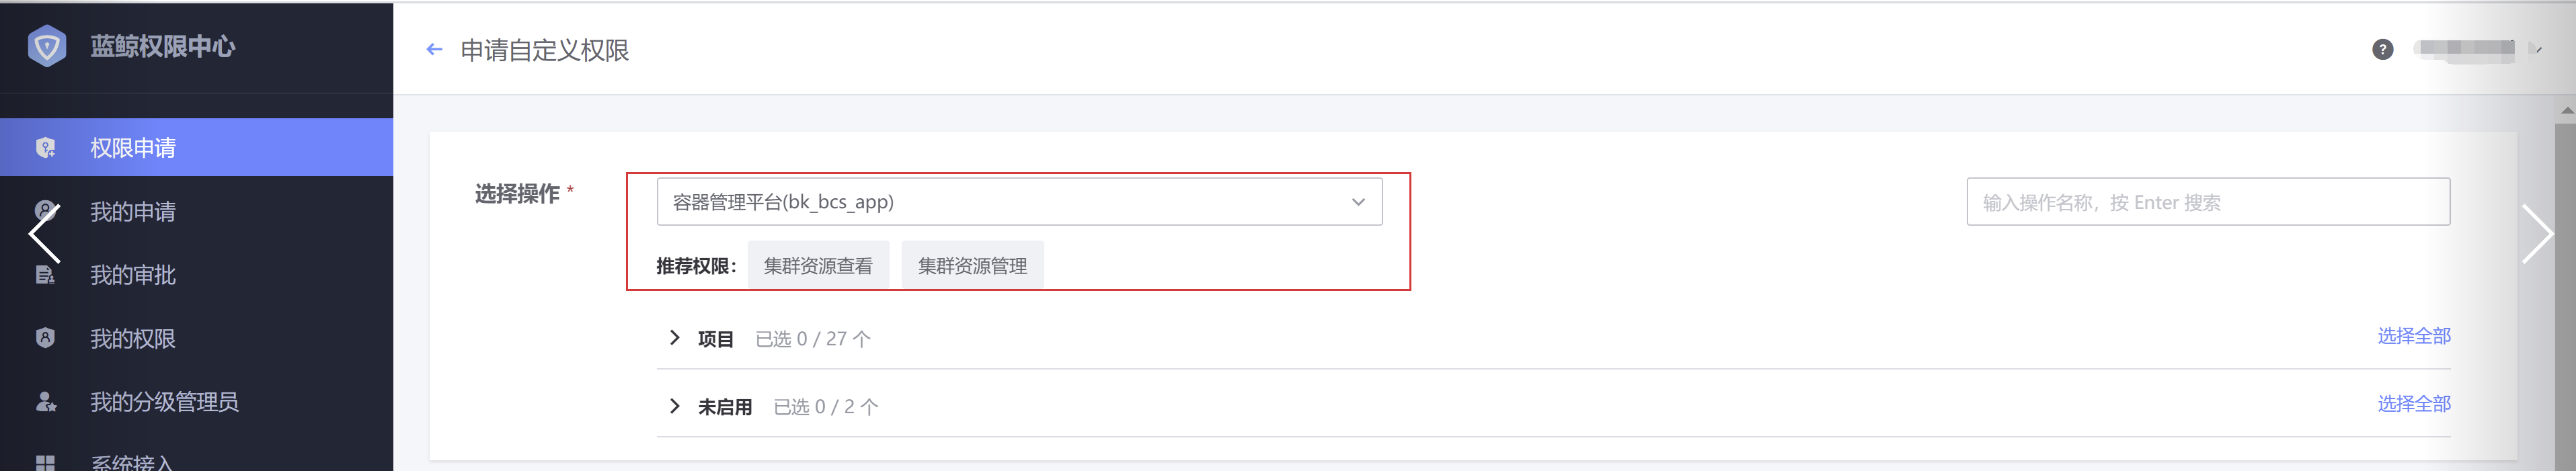 蓝鲸权限中心
申请自定义权限
权限申请
我的申请
我的审批
我的权限
我的分级管理员
系统接入
选择操作 *
容器管理平台(bk_bcs_app)
输入操作名称，按 Enter 搜索
推荐权限： 集群资源查看 集群资源管理
项目 已选 0 / 27 个 选择全部
未启用 已选 0 / 2 个 选择全部